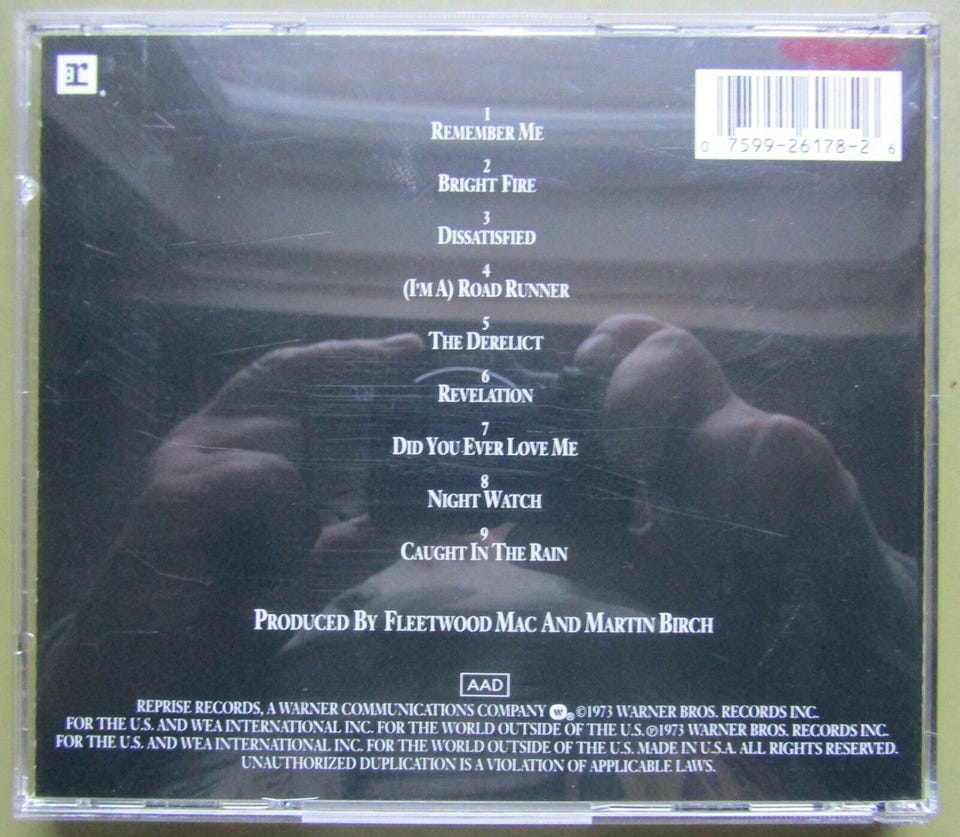 r
0 7599-26178-2 6
1
REMEMBER ME
2
BRIGHT FIRE
3
DISSATISFIED
4
(I'M A) ROAD RUNNER
5
THE DERELICT
6
REVELATION
7
DID YOU EVER LOVE ME
8
NIGHT WATCH
9
CAUGHT IN THE RAIN
PRODUCED BY FLEETWOOD MAC AND MARTIN BIRCH
AAD
REPRISE RECORDS, A WARNER COMMUNICATIONS COMPANY W ® ©1973 WARNER BROS. RECORDS INC.
FOR THE U.S. AND WEA INTERNATIONAL INC. FOR THE WORLD OUTSIDE OF THE U.S. ℗1973 WARNER BROS. RECORDS INC.
FOR THE U.S. AND WEA INTERNATIONAL INC. FOR THE WORLD OUTSIDE OF THE U.S. MADE IN U.S.A. ALL RIGHTS RESERVED.
UNAUTHORIZED DUPLICATION IS A VIOLATION OF APPLICABLE LAWS.